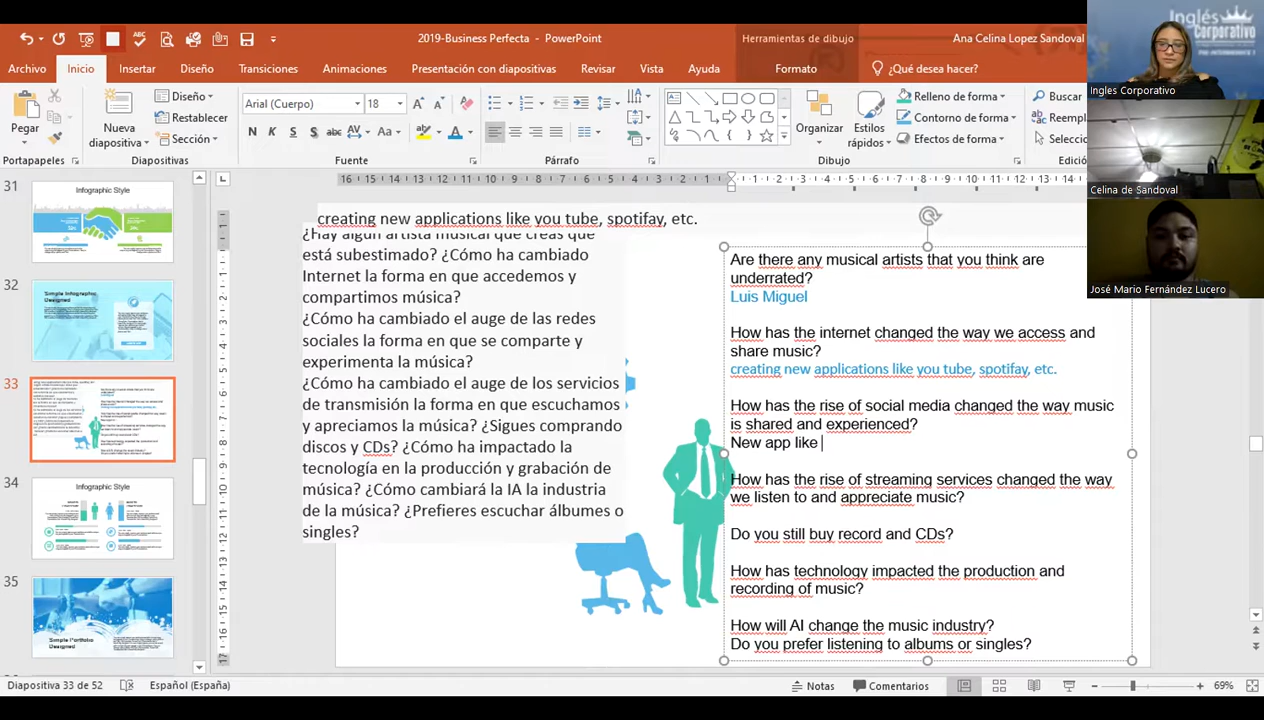 2019-Business Perfecta - PowerPoint
Herramientas de dibujo
Ana Celina Lopez Sandoval
Archivo
Inicio
Insertar
Diseño
Transiciones
Animaciones
Presentación con diapositivas
Revisar
Vista
Ayuda
Formato
¿Qué desea hacer?
Pegar
Nueva
diapositiva
Diseño
Restablecer
Sección
Arial (Cuerpo)
18
Organizar
Estilos
rápidos
Relleno de forma
Contorno de forma
Efectos de forma
Buscar
Reempl
Selecci
Portapapeles
Diapositivas
Fuente
Párrafo
Dibujo
Edició
Inglés
Corporativo
Ingles Corporativo
Celina de Sandoval
José Mario Fernández Lucero
31
Infographic Style
32
Simple Infographic
Designed
33
34
Infographic Style
35
Simple Portfolio
Designed
creating new applications like you tube, spotifay, etc.
¿Hay algún artista musical que creas que
está subestimado? ¿Cómo ha cambiado
Internet la forma en que accedemos y
compartimos música?
¿Cómo ha cambiado el auge de las redes
sociales la forma en que se comparte y
experimenta la música?
¿Cómo ha cambiado el auge de los servicios
de transmisión la forma en que escuchamos
y apreciamos la música? ¿Sigues comprando
discos y CDs? ¿Cómo ha impactado la
tecnología en la producción y grabación de
música? ¿Cómo cambiará la IA la industria
de la música? ¿Prefieres escuchar álbumes o
singles?
Are there any musical artists that you think are
underrated?
Luis Miguel
How has the internet changed the way we access and
share music?
creating new applications like you tube, spotifay, etc.
How has the rise of social media changed the way music
is shared and experienced?
New app like
How has the rise of streaming services changed the way
we listen to and appreciate music?
Do you still buy record and CDs?
How has technology impacted the production and
recording of music?
How will AI change the music industry?
Do you prefer listening to albums or singles?
Diapositiva 33 de 52
Español (España)
Notas
Comentarios
69%